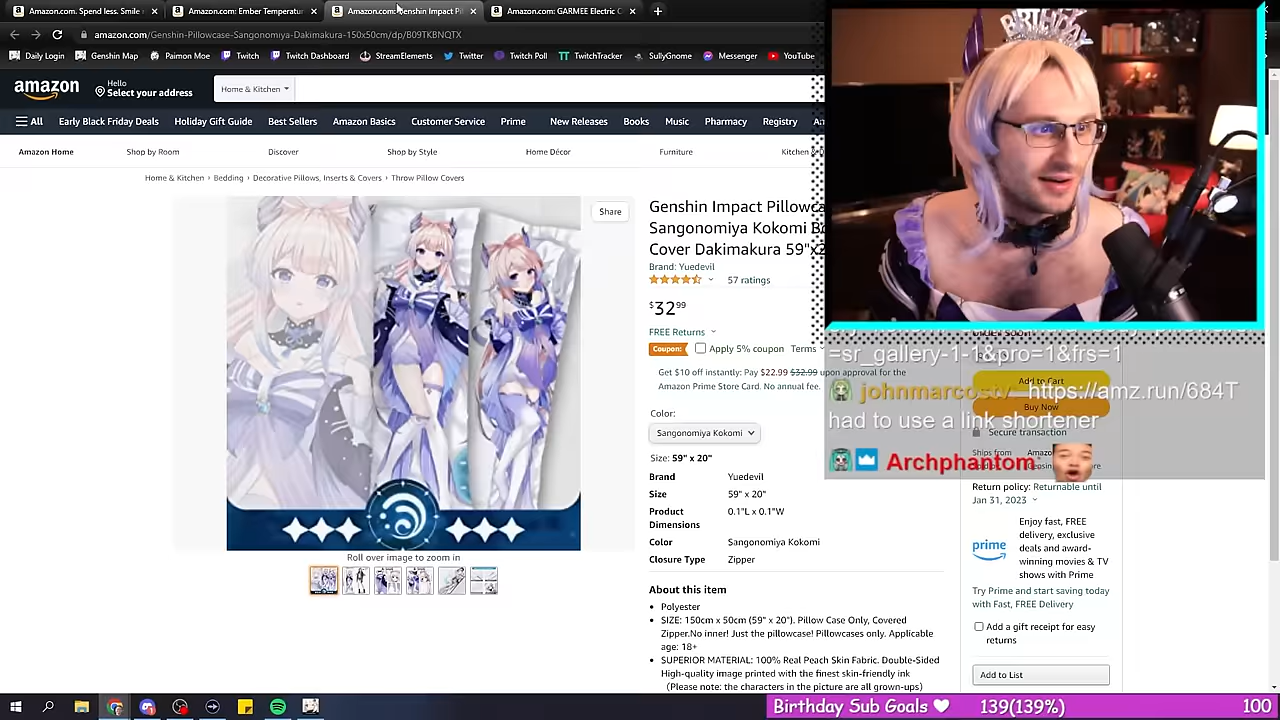 Amazon.com. Spend less. Smile
Amazon.com: Ember Temperatur
Amazon.com: Genshin Impact Pi
Amazon.com: GARMEE Electric C
amazon.com/Genshin-Pillowcase-Sangonomiya-Dakimakura-150x50cm/dp/B09TKBNQTX
Daily Login
Genshin Map
Paimon Moe
Twitch
Twitch Dashboard
StreamElements
Twitter
Twitch Poll
TwitchTracker
SullyGnome
Messenger
YouTube
amazon
Hello
Select your address
Home & Kitchen
All
Early Black Friday Deals
Holiday Gift Guide
Best Sellers
Amazon Basics
Customer Service
Prime
New Releases
Books
Music
Pharmacy
Registry
Amazon Home
Shop by Room
Discover
Shop by Style
Home Décor
Furniture
Kitchen &
Home & Kitchen › Bedding › Decorative Pillows, Inserts & Covers › Throw Pillow Covers
Share
Genshin Impact Pillowca
Sangonomiya Kokomi Bo
Cover Dakimakura 59"x2
Brand: Yuedevil
57 ratings
$32 99
FREE Returns
Coupon:
Apply 5% coupon
Terms
Get $10 off instantly: Pay $22.99 $32.99 upon approval for the
Amazon Prime Store Card. No annual fee.
Color:
Sangonomiya Kokomi
Size: 59" x 20"
Brand
Yuedevil
Size
59" x 20"
Product
Dimensions
0.1"L x 0.1"W
Color
Sangonomiya Kokomi
Closure Type
Zipper
About this item
Polyester
SIZE: 150cm x 50cm (59" x 20"). Pillow Case Only, Covered
Zipper.No inner! Just the pillowcase! Pillowcases only. Applicable
age: 18+
SUPERIOR MATERIAL: 100% Real Peach Skin Fabric. Double-Sided
High-quality image printed with the finest skin-friendly ink
(Please note: the characters in the picture are all grown-ups)
Roll over image to zoom in
BIRTHDAY
=sr_gallery-1-1&pro=1&frs=1
johnmarcostv
https://amz.run/684T
had to use a link shortener
Archphantom
Add to Cart
Buy Now
Secure transaction
Ships from
Return policy: Returnable until
Jan 31, 2023
prime
Enjoy fast, FREE
delivery, exclusive
deals and award-
winning movies & TV
shows with Prime
Try Prime and start saving today
with Fast, FREE Delivery
Add a gift receipt for easy
returns
Add to List
Birthday Sub Goals
139(139%)
100